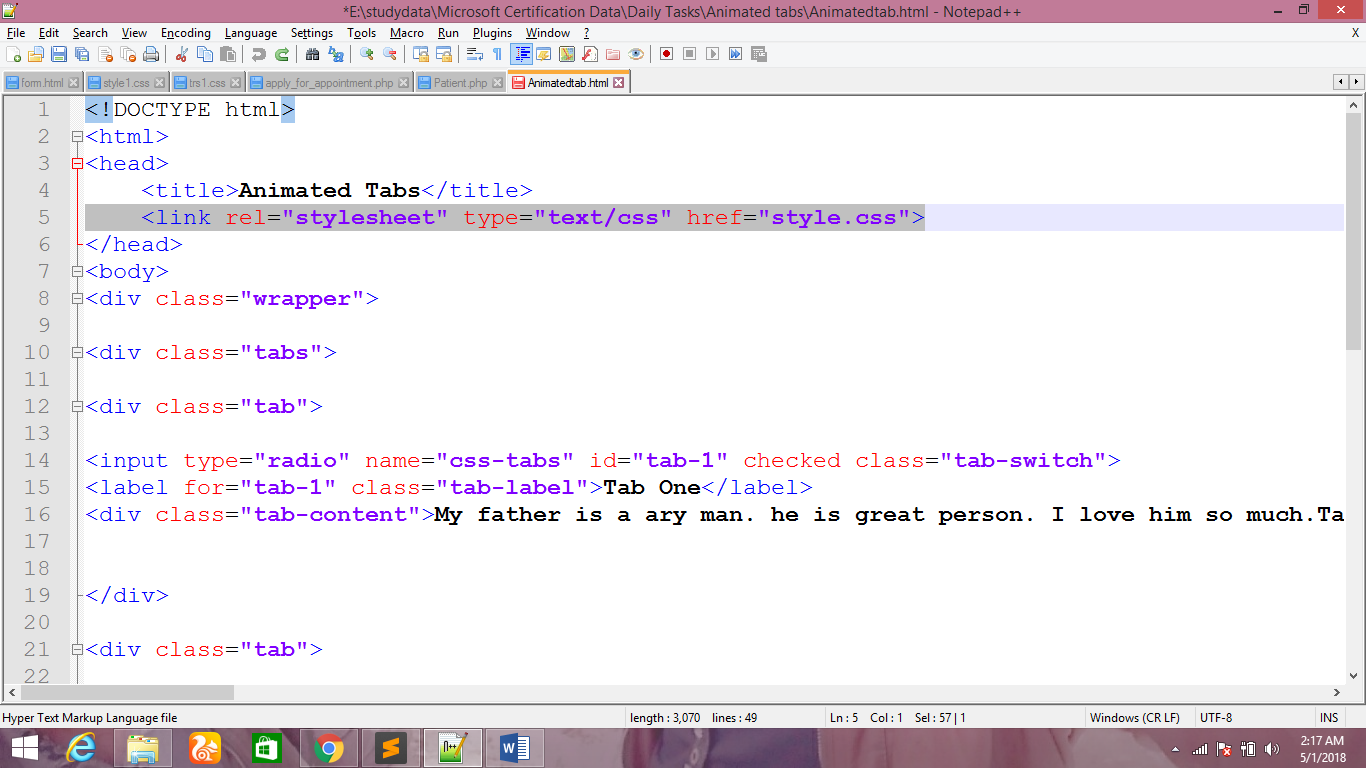 *E:\studydata\Microsoft Certification Data\Daily Tasks\Animated tabs\Animatedtab.html - Notepad++
File Edit Search View Encoding Language Settings Tools Macro Run Plugins Window ? X
form.html style1.css trs1.css apply_for_appointment.php Patient.php Animatedtab.html
1 <!DOCTYPE html>
2 <html>
3 <head>
4 <title>Animated Tabs</title>
5 <link rel="stylesheet" type="text/css" href="style.css">
6 </head>
7 <body>
8 <div class="wrapper">
9
10 <div class="tabs">
11
12 <div class="tab">
13
14 <input type="radio" name="css-tabs" id="tab-1" checked class="tab-switch">
15 <label for="tab-1" class="tab-label">Tab One</label>
16 <div class="tab-content">My father is a ary man. he is great person. I love him so much.Ta
17
18
19 </div>
20
21 <div class="tab">
22
Hyper Text Markup Language file length : 3,070 lines : 49 Ln : 5 Col : 1 Sel : 57 | 1 Windows (CR LF) UTF-8 INS
2:17 AM
5/1/2018